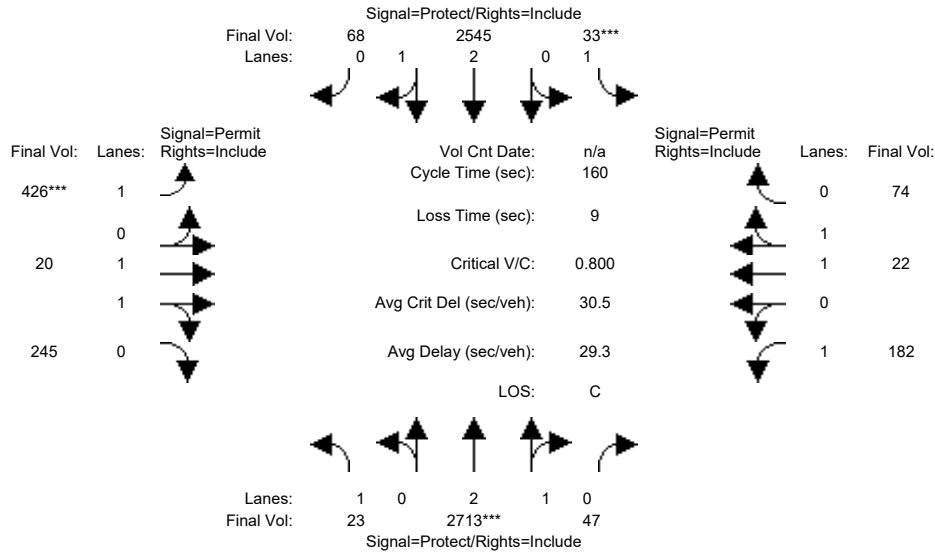 Signal=Protect/Rights=Include
Final Vol: 68 2545 33***
Lanes: 0 1 2 0 1
Signal=Permit Signal=Permit
Final Vol: Lanes: Rights=Include Vol Cnt Date: n/a Rights=Include Lanes: Final Vol:
Cycle Time (sec): 160
426*** 1 0 74
Loss Time (sec): 9
0 1
20 1 Critical V/C: 0.800 1 22
1 Avg Crit Del (sec/veh): 30.5 0
245 0 Avg Delay (sec/veh): 29.3 1 182
LOS: C
Lanes: 1 0 2 1 0
Final Vol: 23 2713*** 47
Signal=Protect/Rights=Include